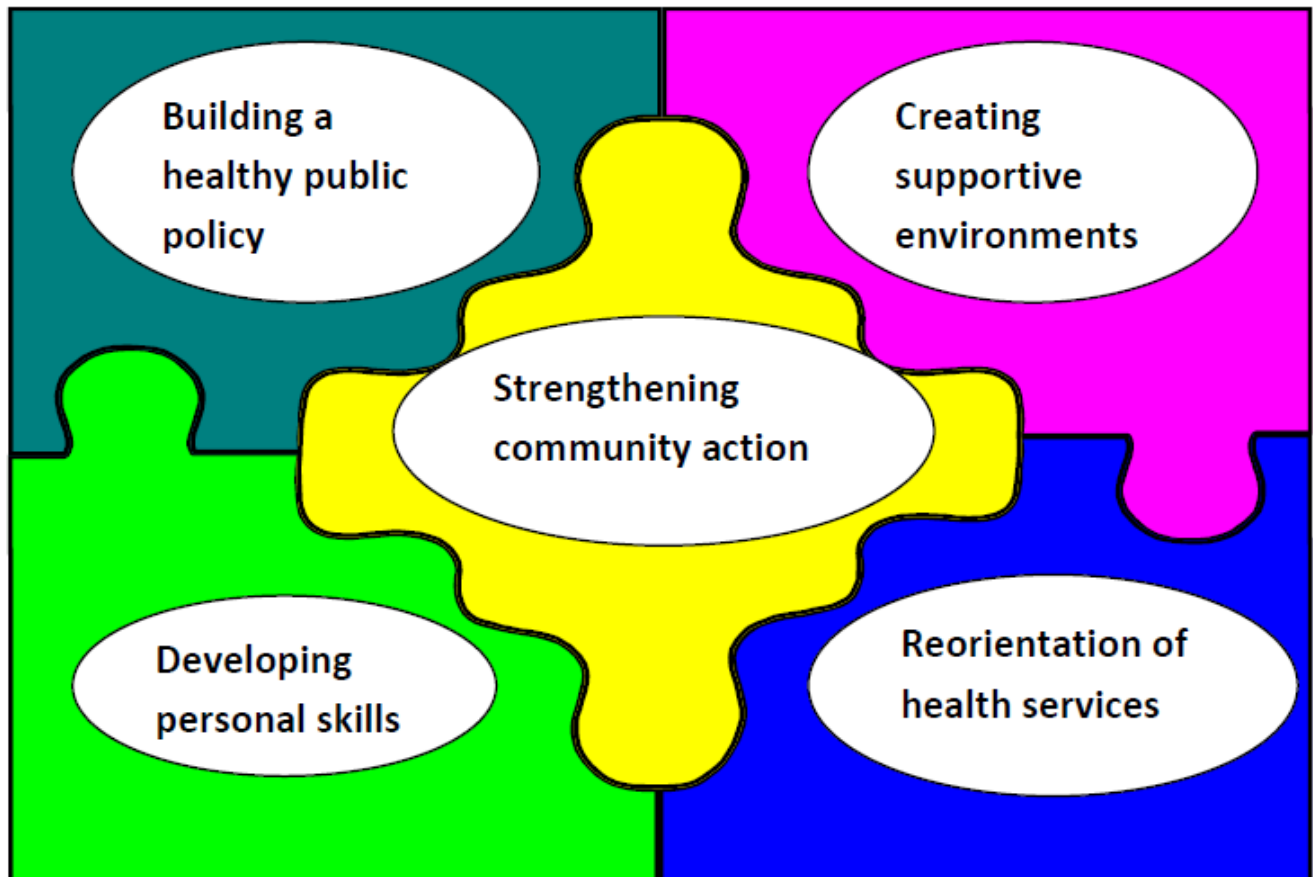 Building a
healthy public
policy
Creating
supportive
environments
Strengthening
community action
Developing
personal skills
Reorientation of
health services